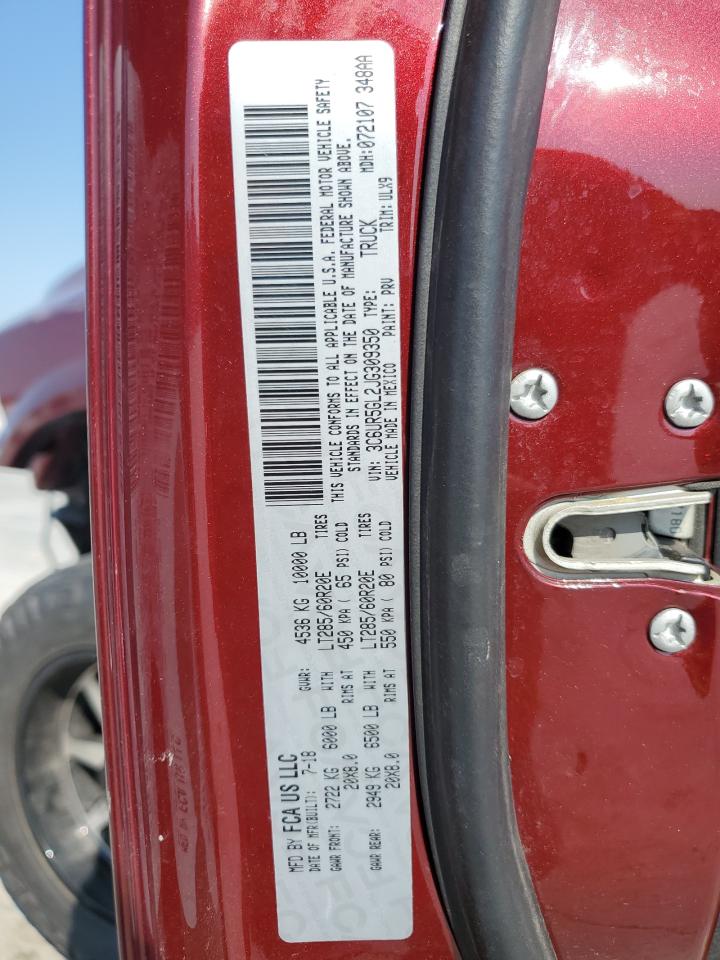 MFD BY FCA US LLC
DATE OF MFR(BUILT): 7-18 GVWR: 4536 KG 10000 LB
GAWR FRONT: 2722 KG 6000 LB WITH LT285/60R20E TIRES
20X8.0 RIMS AT 450 KPA( 65 PSI) COLD
GAWR REAR: 2949 KG 6500 LB WITH LT285/60R20E TIRES
20X8.0 RIMS AT 550 KPA( 80 PSI) COLD
THIS VEHICLE CONFORMS TO ALL APPLICABLE U.S.A. FEDERAL MOTOR VEHICLE SAFETY
STANDARDS IN EFFECT ON THE DATE OF MANUFACTURE SHOWN ABOVE.
VIN: 3C6UR5GL2JG309350 TYPE: TRUCK MDH:072107 348AA
VEHICLE MADE IN MEXICO PAINT: PRV TRIM: ULX9